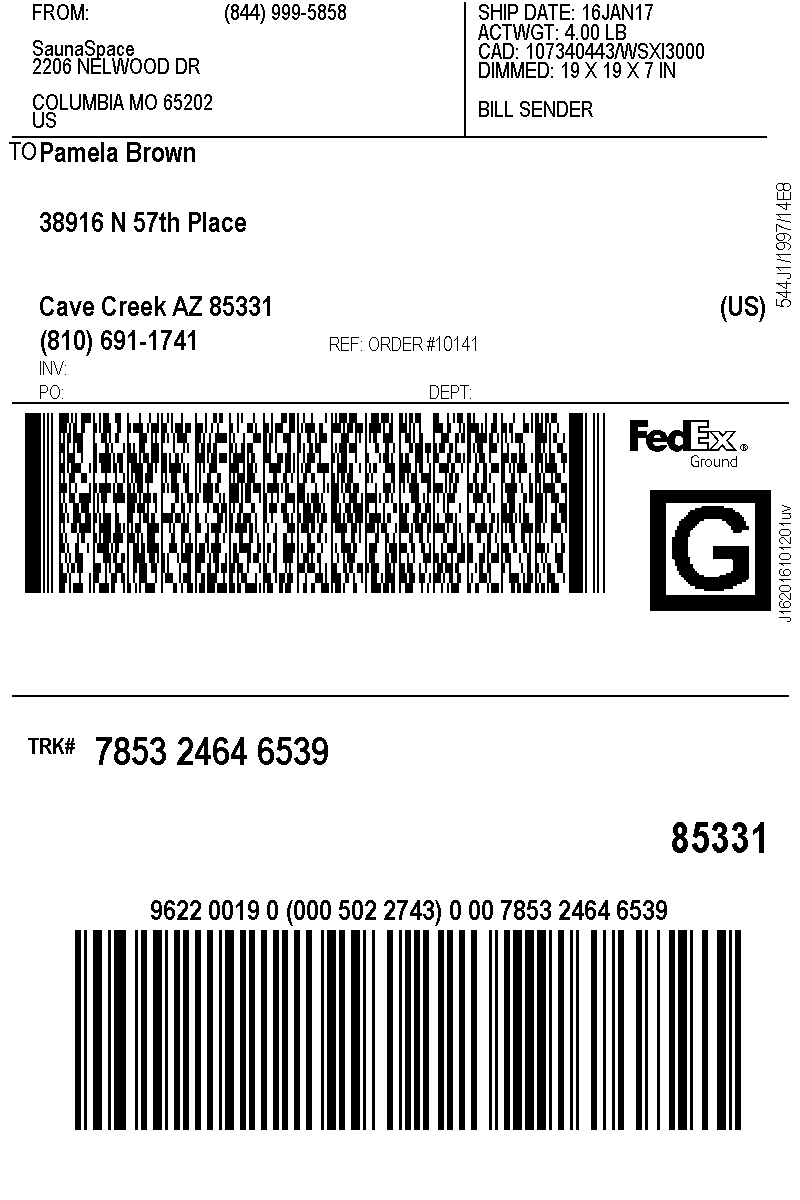 FROM: (844) 999-5858
SaunaSpace
2206 NELWOOD DR
COLUMBIA MO 65202
US
SHIP DATE: 16JAN17
ACTWGT: 4.00 LB
CAD: 107340443/WSXI3000
DIMMED: 19 X 19 X 7 IN
BILL SENDER
TO Pamela Brown
38916 N 57th Place
Cave Creek AZ 85331 (US)
(810) 691-1741 REF: ORDER #10141
INV:
PO: DEPT:
544J1/1997/14E8
FedEx®
Ground
G
J162016101201uv
TRK# 7853 2464 6539
85331
9622 0019 0 (000 502 2743) 0 00 7853 2464 6539